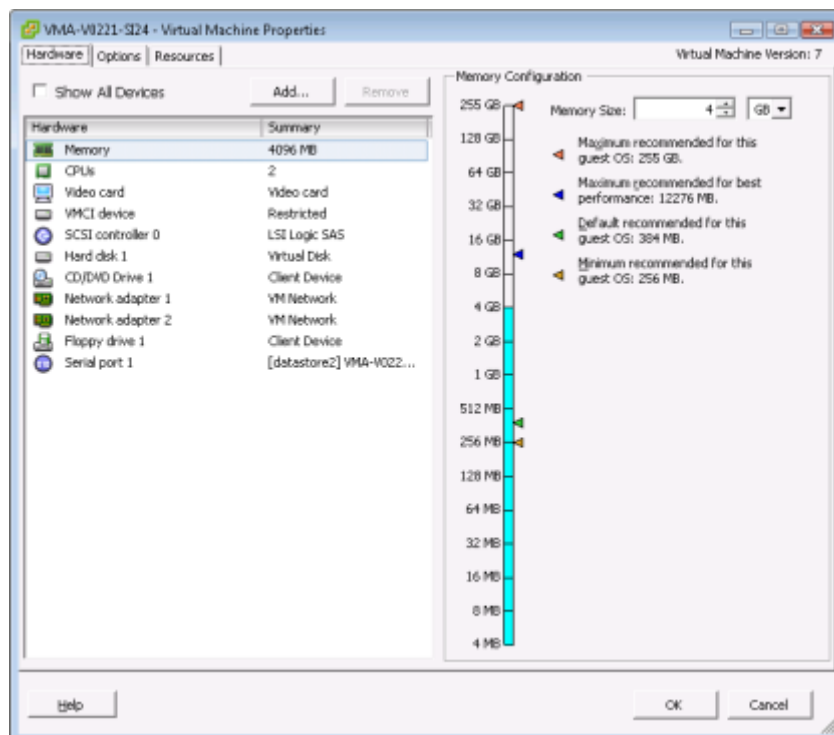 VMA-V0221-SI24 - Virtual Machine Properties
Hardware Options Resources
Virtual Machine Version: 7
Show All Devices
Add...
Remove
Hardware Summary
Memory 4096 MB
CPUs 2
Video card Video card
VMCI device Restricted
SCSI controller 0 LSI Logic SAS
Hard disk 1 Virtual Disk
CD/DVD Drive 1 Client Device
Network adapter 1 VM Network
Network adapter 2 VM Network
Floppy drive 1 Client Device
Serial port 1 [datastore2] VMA-V022...
Memory Configuration
255 GB
128 GB
64 GB
32 GB
16 GB
8 GB
4 GB
2 GB
1 GB
512 MB
256 MB
128 MB
64 MB
32 MB
16 MB
8 MB
4 MB
Memory Size: 4 GB
Maximum recommended for this
guest OS: 255 GB.
Maximum recommended for best
performance: 12276 MB.
Default recommended for this
guest OS: 384 MB.
Minimum recommended for this
guest OS: 256 MB.
Help
OK
Cancel